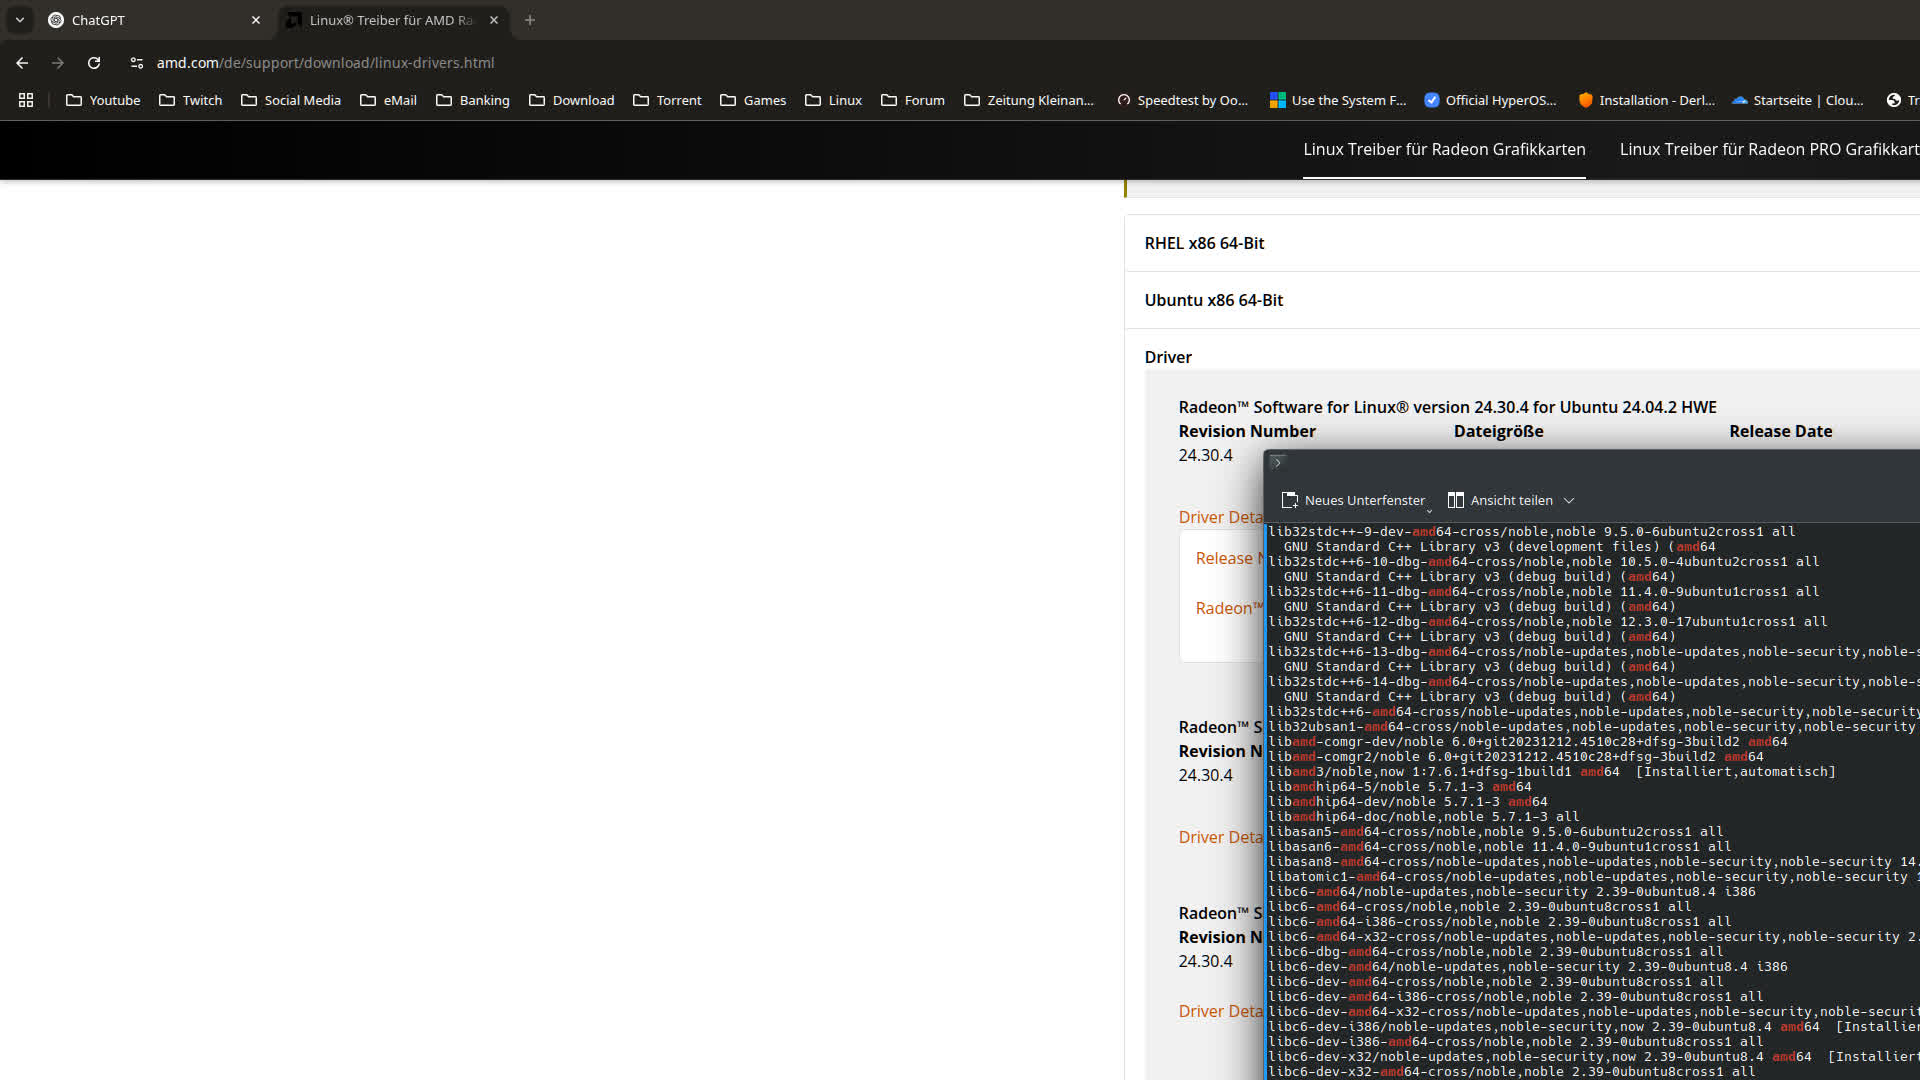 ChatGPT
Linux® Treiber für AMD Ra
amd.com/de/support/download/linux-drivers.html
Youtube Twitch Social Media eMail Banking Download Torrent Games Linux Forum Zeitung Kleinan... Speedtest by Oo... Use the System F... Official HyperOS... Installation - Derl... Startseite | Clou... Tr
Linux Treiber für Radeon Grafikkarten Linux Treiber für Radeon PRO Grafikkart
RHEL x86 64-Bit
Ubuntu x86 64-Bit
Driver
Radeon™ Software for Linux® version 24.30.4 for Ubuntu 24.04.2 HWE
Revision Number Dateigröße Release Date
24.30.4
Driver Deta
Release N
Radeon™
Radeon™ S
Revision N
24.30.4
Driver Deta
Radeon™ S
Revision N
24.30.4
Driver Deta
Neues Unterfenster Ansicht teilen
lib32stdc++-9-dev-amd64-cross/noble,noble 9.5.0-6ubuntu2cross1 all
GNU Standard C++ Library v3 (development files) (amd64
lib32stdc++6-10-dbg-amd64-cross/noble,noble 10.5.0-4ubuntu2cross1 all
GNU Standard C++ Library v3 (debug build) (amd64)
lib32stdc++6-11-dbg-amd64-cross/noble,noble 11.4.0-9ubuntu1cross1 all
GNU Standard C++ Library v3 (debug build) (amd64)
lib32stdc++6-12-dbg-amd64-cross/noble,noble 12.3.0-17ubuntu1cross1 all
GNU Standard C++ Library v3 (debug build) (amd64)
lib32stdc++6-13-dbg-amd64-cross/noble-updates,noble-updates,noble-security,noble-s
GNU Standard C++ Library v3 (debug build) (amd64)
lib32stdc++6-14-dbg-amd64-cross/noble-updates,noble-updates,noble-security,noble-s
GNU Standard C++ Library v3 (debug build) (amd64)
lib32stdc++6-amd64-cross/noble-updates,noble-updates,noble-security,noble-security
lib32ubsan1-amd64-cross/noble-updates,noble-updates,noble-security,noble-security
libamd-comgr-dev/noble 6.0+git20231212.4510c28+dfsg-3build2 amd64
libamd-comgr2/noble 6.0+git20231212.4510c28+dfsg-3build2 amd64
libamd3/noble,now 1:7.6.1+dfsg-1build1 amd64 [Installiert,automatisch]
libamdhip64-5/noble 5.7.1-3 amd64
libamdhip64-dev/noble 5.7.1-3 amd64
libamdhip64-doc/noble,noble 5.7.1-3 all
libasan5-amd64-cross/noble,noble 9.5.0-6ubuntu2cross1 all
libasan6-amd64-cross/noble,noble 11.4.0-9ubuntu1cross1 all
libasan8-amd64-cross/noble-updates,noble-updates,noble-security,noble-security 14.
libatomic1-amd64-cross/noble-updates,noble-updates,noble-security,noble-security 1
libc6-amd64/noble-updates,noble-security 2.39-0ubuntu8.4 i386
libc6-amd64-cross/noble,noble 2.39-0ubuntu8cross1 all
libc6-amd64-i386-cross/noble,noble 2.39-0ubuntu8cross1 all
libc6-amd64-x32-cross/noble-updates,noble-updates,noble-security,noble-security 2.
libc6-dbg-amd64-cross/noble,noble 2.39-0ubuntu8cross1 all
libc6-dev-amd64/noble-updates,noble-security 2.39-0ubuntu8.4 i386
libc6-dev-amd64-cross/noble,noble 2.39-0ubuntu8cross1 all
libc6-dev-amd64-i386-cross/noble,noble 2.39-0ubuntu8cross1 all
libc6-dev-amd64-x32-cross/noble-updates,noble-updates,noble-security,noble-securit
libc6-dev-i386/noble-updates,noble-security,now 2.39-0ubuntu8.4 amd64 [Installier
libc6-dev-i386-amd64-cross/noble,noble 2.39-0ubuntu8cross1 all
libc6-dev-x32/noble-updates,noble-security,now 2.39-0ubuntu8.4 amd64 [Installiert
libc6-dev-x32-amd64-cross/noble,noble 2.39-0ubuntu8cross1 all